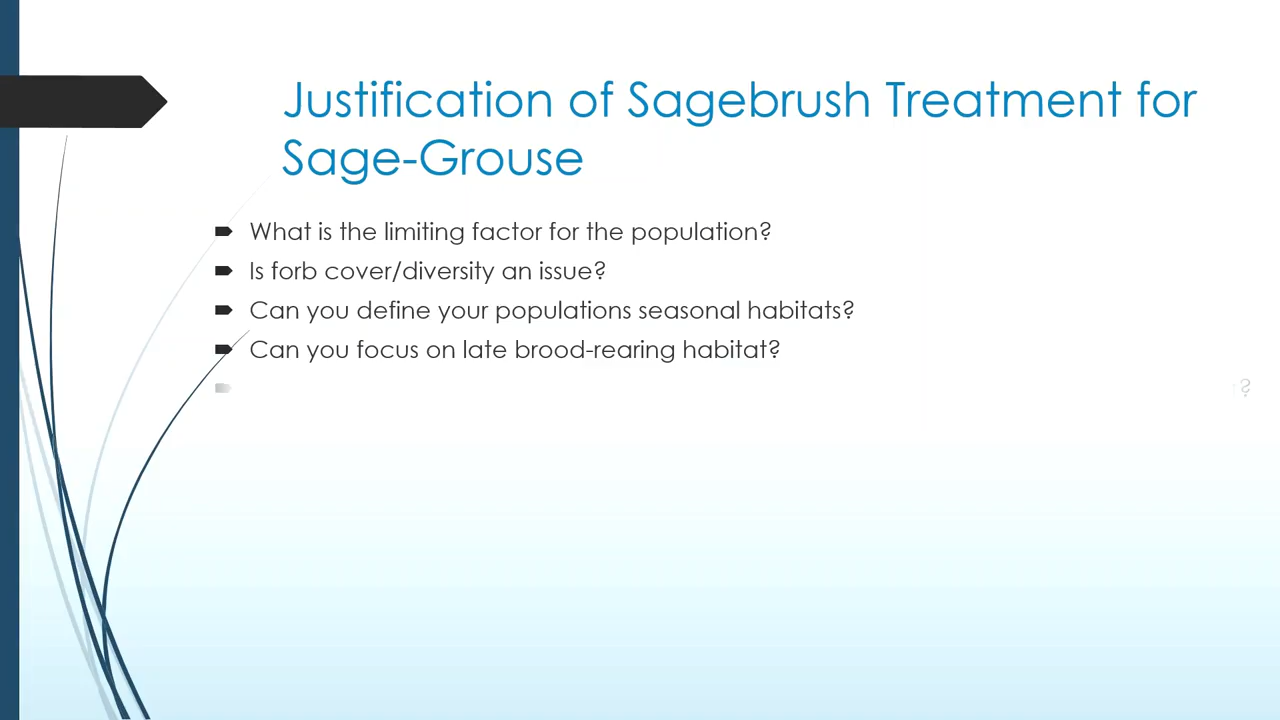 Justification of Sagebrush Treatment for
Sage-Grouse
What is the limiting factor for the population?
Is forb cover/diversity an issue?
Can you define your populations seasonal habitats?
Can you focus on late brood-rearing habitat?
?